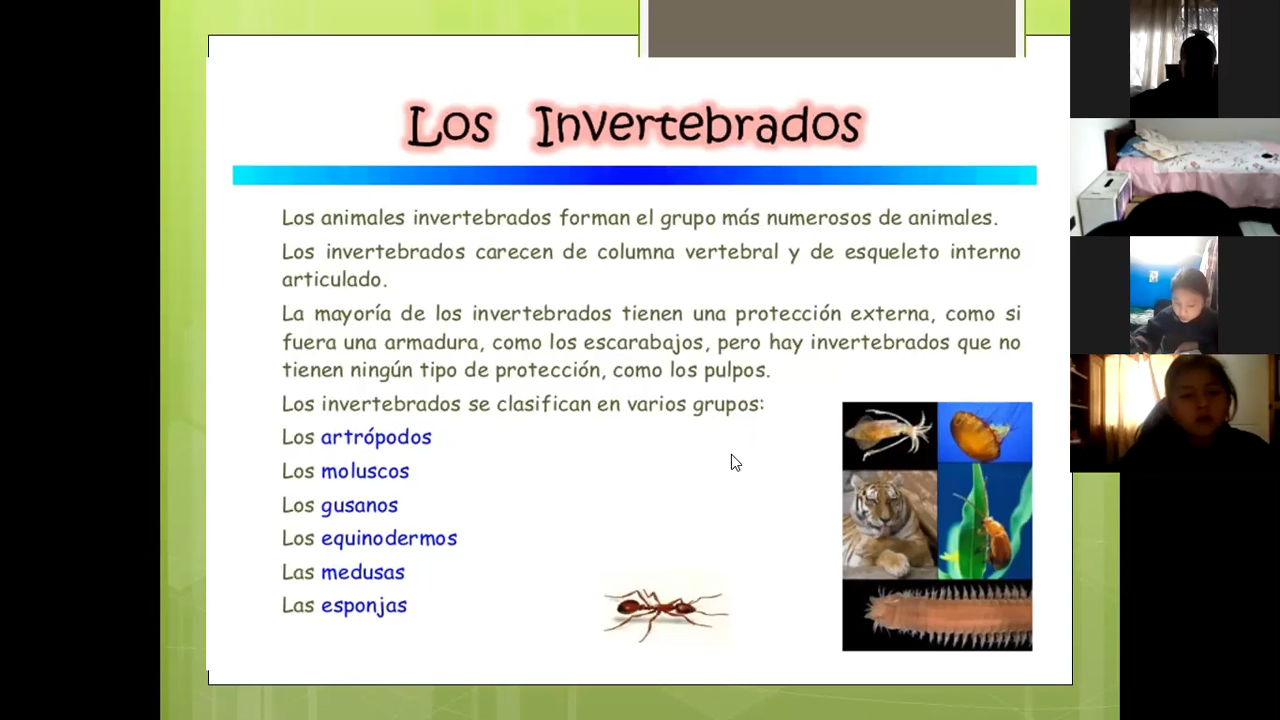 Los Invertebrados
Los animales invertebrados forman el grupo más numerosos de animales.
Los invertebrados carecen de columna vertebral y de esqueleto interno
articulado.
La mayoría de los invertebrados tienen una protección externa, como si
fuera una armadura, como los escarabajos, pero hay invertebrados que no
tienen ningún tipo de protección, como los pulpos.
Los invertebrados se clasifican en varios grupos:
Los artrópodos
Los moluscos
Los gusanos
Los equinodermos
Las medusas
Las esponjas